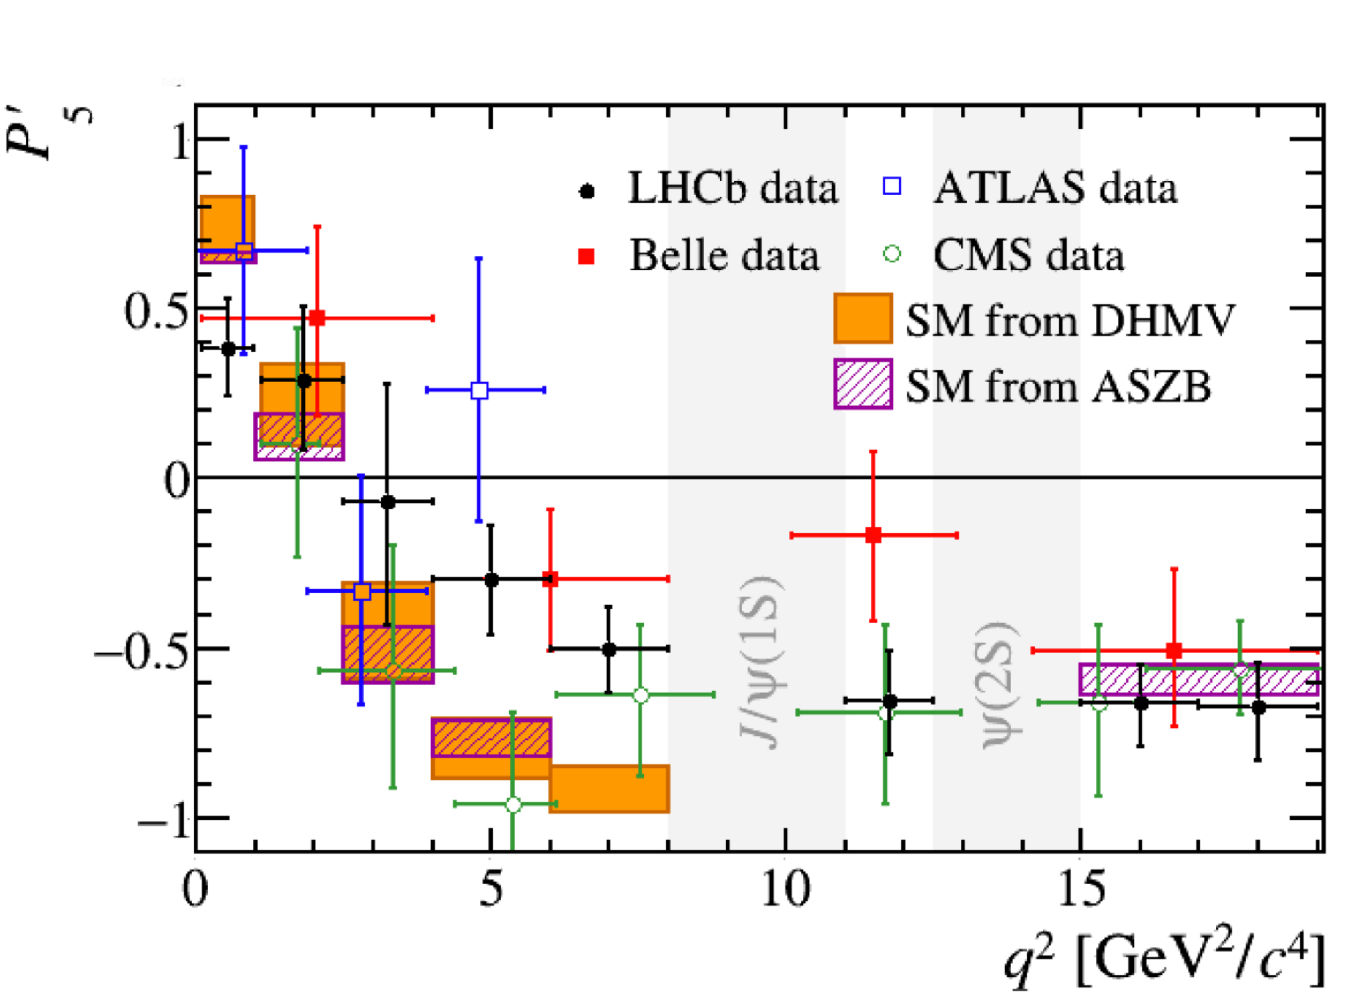 P′5
1
0.5
0
−0.5
−1
LHCb data
ATLAS data
Belle data
CMS data
SM from DHMV
SM from ASZB
J/ψ(1S)
ψ(2S)
0 5 10 15
q² [GeV²/c⁴]